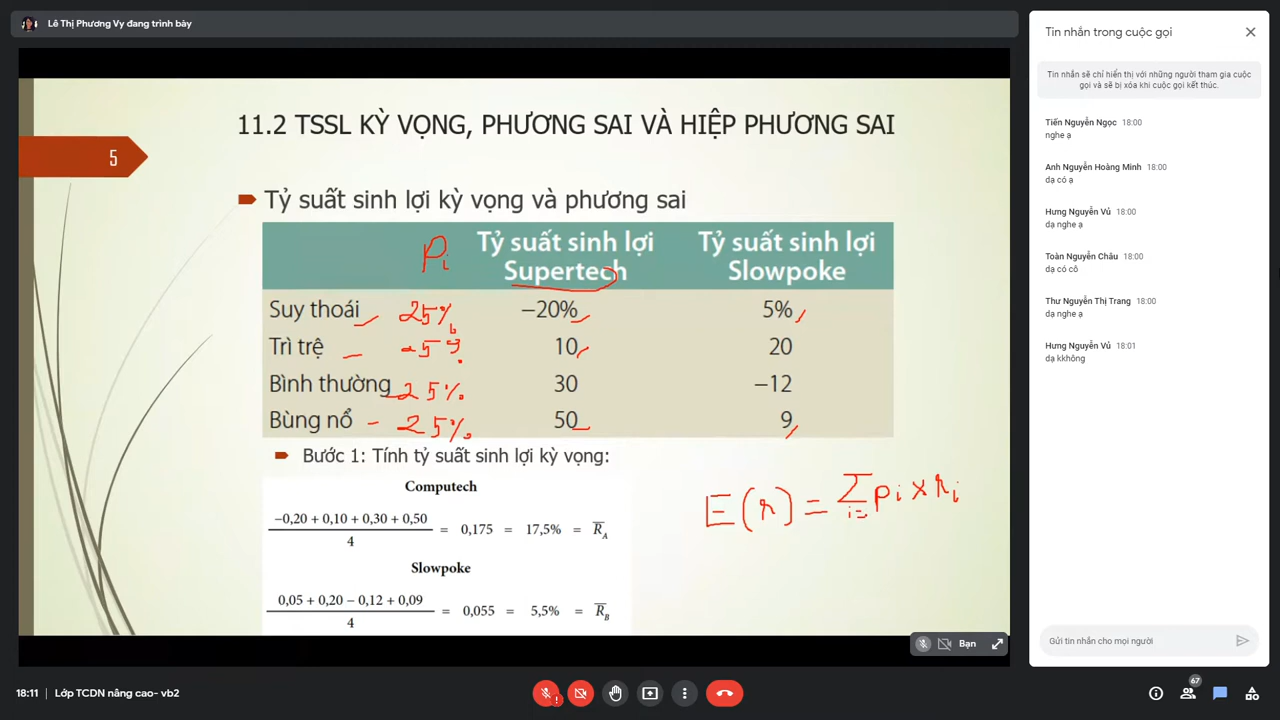 Lê Thị Phương Vy đang trình bày
5
11.2 TSSL KỲ VỌNG, PHƯƠNG SAI VÀ HIỆP PHƯƠNG SAI
Tỷ suất sinh lợi kỳ vọng và phương sai
Pi Tỷ suất sinh lợi Supertech Tỷ suất sinh lợi Slowpoke
Suy thoái 25% −20% 5%
Trì trệ 10 20
Bình thường 25% 30 −12
Bùng nổ 25% 50 9
Bước 1: Tính tỷ suất sinh lợi kỳ vọng:
Computech
−0,20 + 0,10 + 0,30 + 0,50
4
= 0,175 = 17,5% = R̅A
Slowpoke
0,05 + 0,20 − 0,12 + 0,09
4
= 0,055 = 5,5% = R̅B
E(r) = Σ pi × ri
i=
Bạn
Tin nhắn trong cuộc gọi
Tin nhắn sẽ chỉ hiển thị với những người tham gia cuộc
gọi và sẽ bị xóa khi cuộc gọi kết thúc.
Tiến Nguyễn Ngọc 18:00
nghe ạ
Anh Nguyễn Hoàng Minh 18:00
dạ có ạ
Hưng Nguyễn Vủ 18:00
dạ nghe ạ
Toàn Nguyễn Châu 18:00
dạ có cô
Thư Nguyễn Thị Trang 18:00
dạ nghe ạ
Hưng Nguyễn Vủ 18:01
dạ kkhông
Gửi tin nhắn cho mọi người
18:11 Lớp TCDN nâng cao- vb2
67